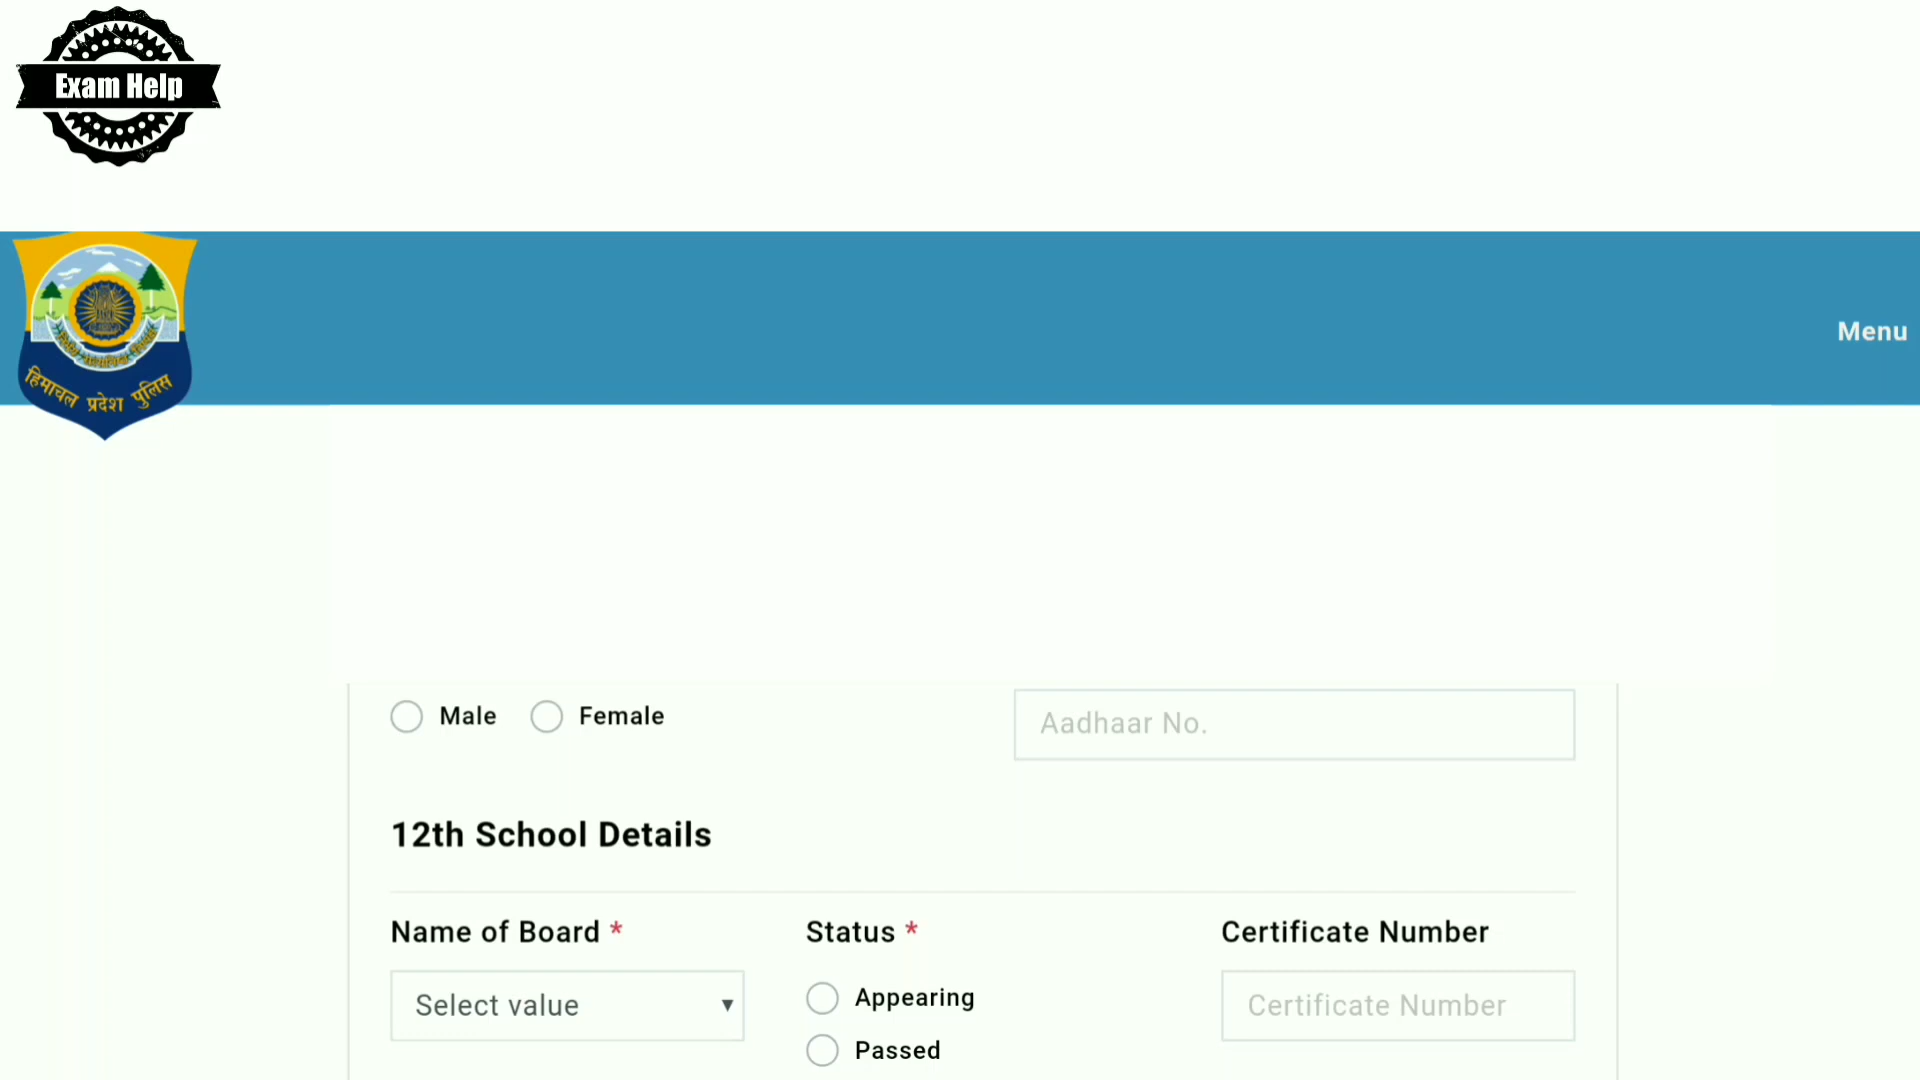 Exam Help
Menu
हिमाचल प्रदेश पुलिस
Male Female Aadhaar No.
12th School Details
Name of Board * Status * Certificate Number
Select value Appearing Certificate Number
Passed